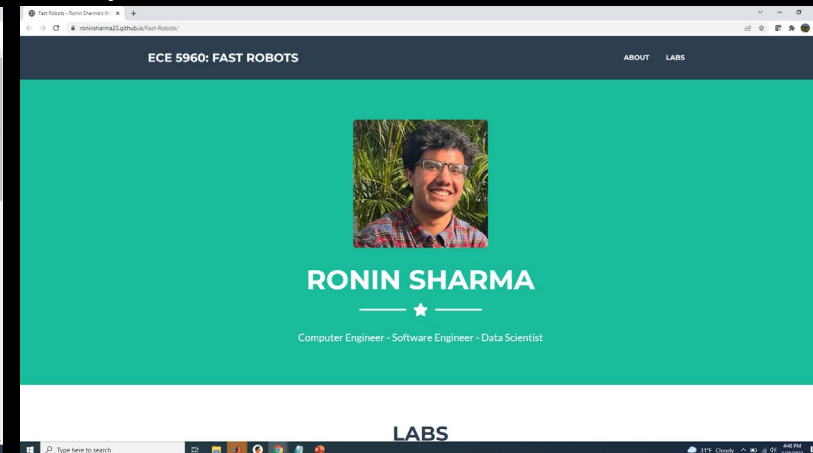 Fast Robots - Ronin Sharma's W
roninsharma25.github.io/Fast-Robots/
ECE 5960: FAST ROBOTS
ABOUT LABS
RONIN SHARMA
Computer Engineer - Software Engineer - Data Scientist
LABS
Type here to search
31°F Cloudy
4:48 PM